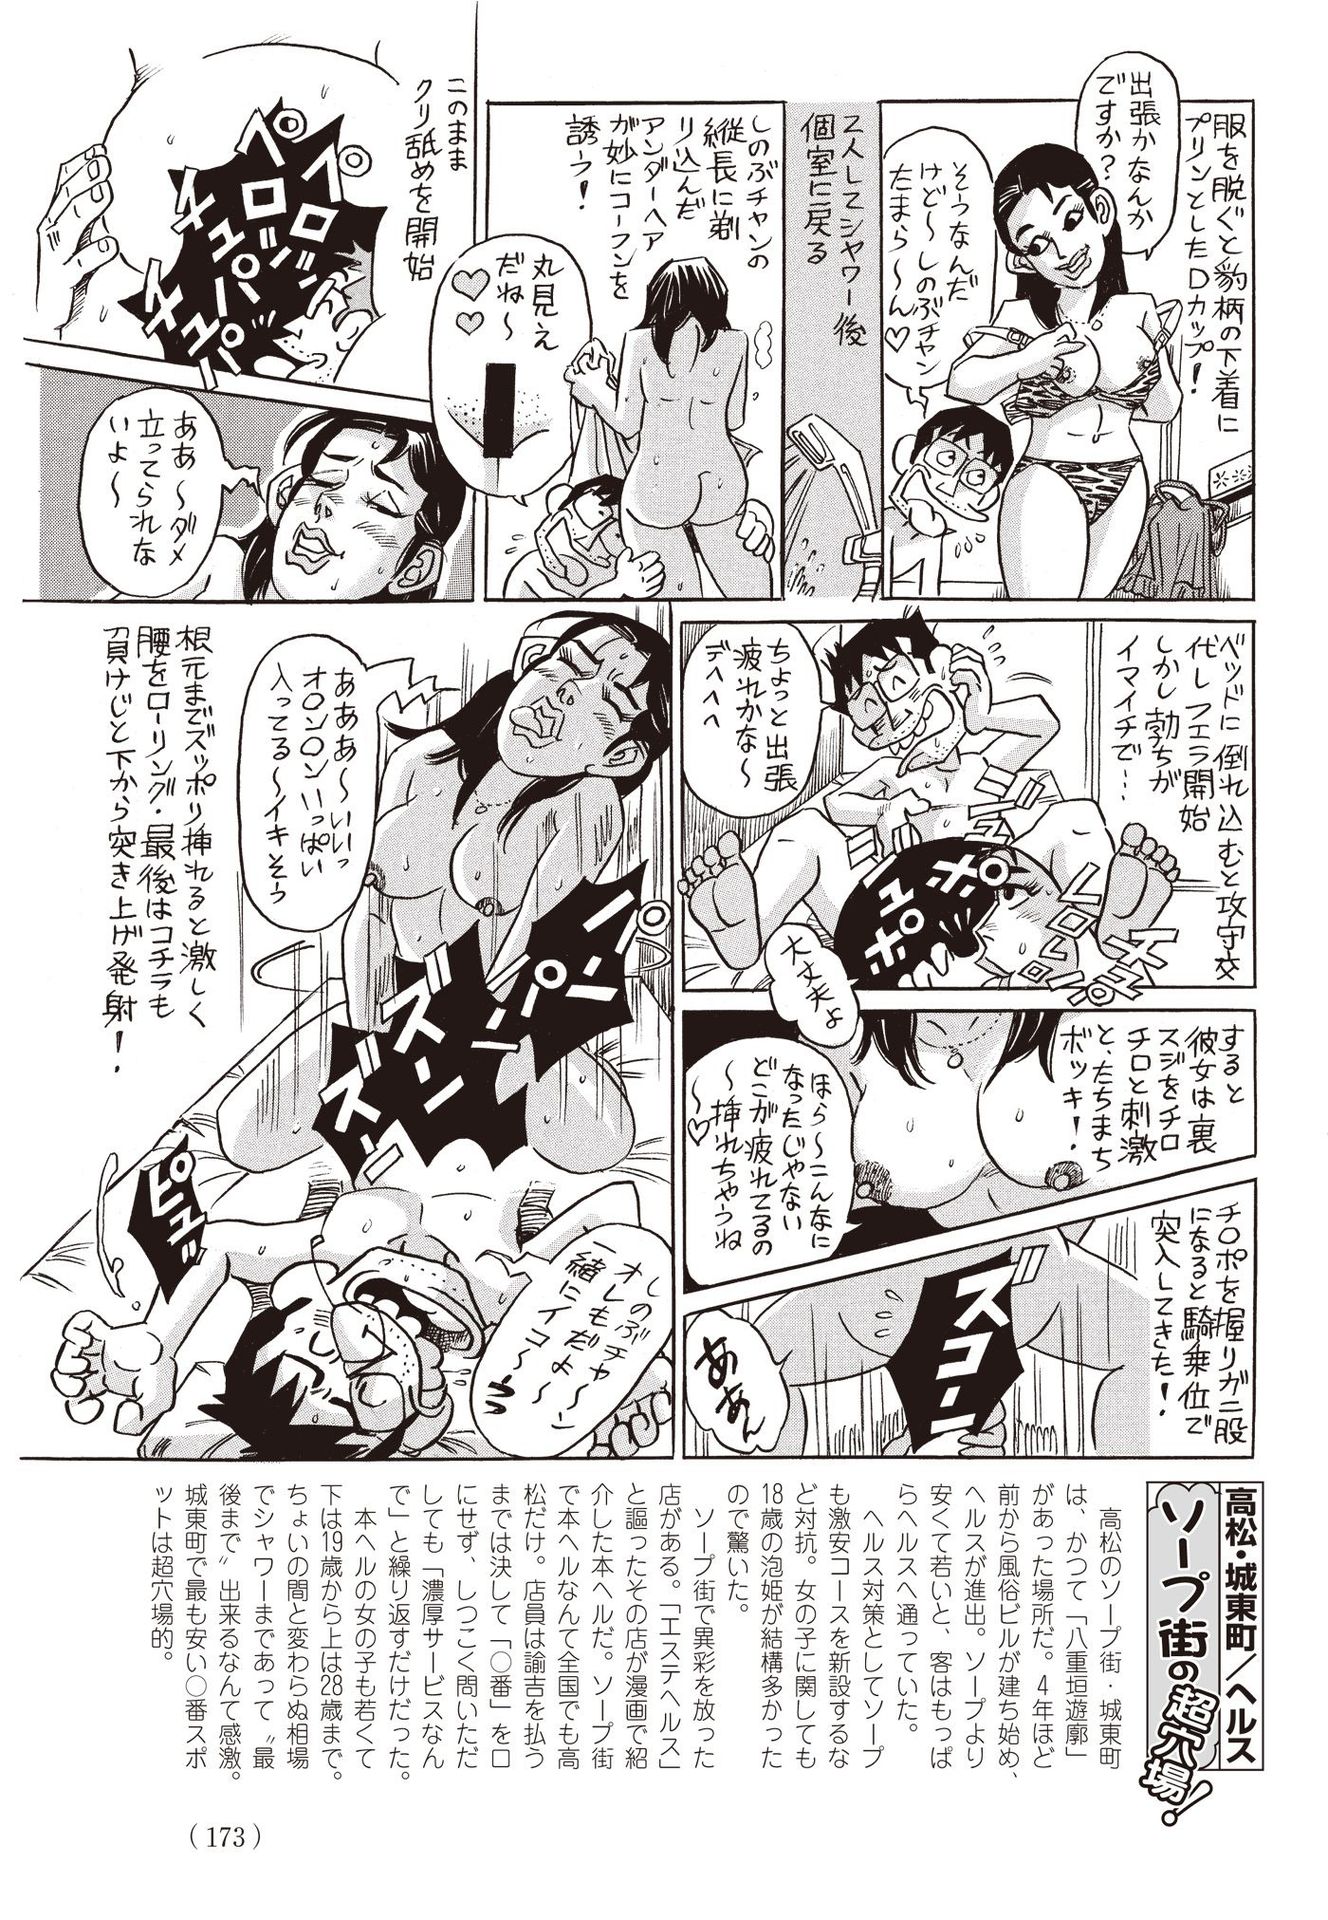 服を脱ぐと豹柄の下着に
プリンとしたDカップ!
出張かなんか
ですか?
そうなんだ
けど〜しのぶチャン
たまら〜ん♡
2人してシャワー後
個室に戻る
しのぶチャンの
縦長に剃
り込んだ
アンダーヘア
が妙にコーフンを
誘う!
丸見え
だね〜
♡♡
このまま
クリ舐めを開始
ペロペロ
チュバッ
チュパパ
ああ〜ダメ
立ってられな
いよ〜
ベッドに倒れ込むと攻守交
代しフェラ開始
しかし勃ちが
イマイチで…
ちょっと出張
疲れかな〜
デヘヘヘ
チュポチュポ
レロレロ
チュ
大丈夫よ
すると
彼女は裏
スジをチロ
チロと刺激
と、たちまち
ボッキ!
ほら〜こんなに
なったじゃない
どこが疲れてるの
〜挿れちゃうね
〜♡
チ○ポを握りガニ股
になると騎乗位で
突入してきた!
ズコーン
ああん
根元までズッポリ挿れると激しく
腰をローリング・最後はコチラも
負けじと下から突き上げ発射!
あああ〜いいっ
オ○ン○ンいっぱい
入ってる〜イキそう
パンパン
ズンズン
ピュッ
しのぶチャ〜ン
オレもだよ〜
一緒にイコ〜〜
高松・城東町/ヘルス
ソープ街の超穴場!
高松のソープ街・城東町
は、かつて「八重垣遊廓」
があった場所だ。4年ほど
前から風俗ビルが建ち始め、
ヘルスが進出。ソープより
安くて若いと、客はもっぱ
らヘルスへ通っていた。
ヘルス対策としてソープ
も激安コースを新設するな
ど対抗。女の子に関しても
18歳の泡姫が結構多かった
ので驚いた。
ソープ街で異彩を放った
店がある。「エステヘルス」
と謳ったその店が漫画で紹
介した本ヘルだ。ソープ街
で本ヘルなんて全国でも高
松だけ。店員は諭吉を払う
までは決して「○番」を口
にせず、しつこく問いただ
しても「濃厚サービスなん
で」と繰り返すだけだった。
本ヘルの女の子も若くて
下は19歳から上は28歳まで。
ちょいの間と変わらぬ相場
でシャワーまであって〝最
後まで〟出来るなんて感激。
城東町で最も安い○番スポ
ットは超穴場的。
(173)